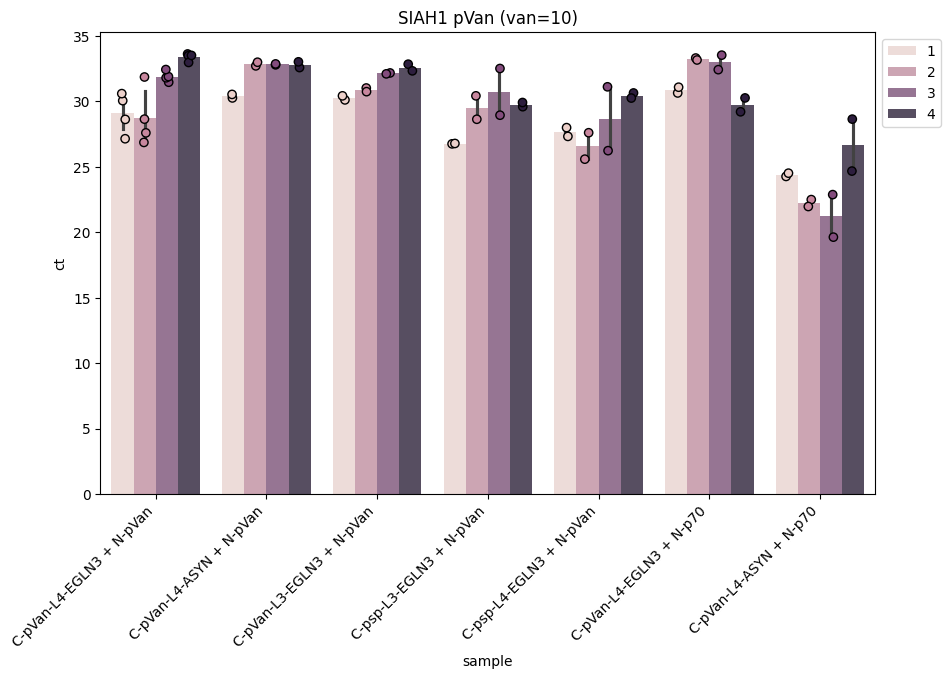 SIAH1 pVan (van=10)
35
30
25
20
15
10
5
0
ct
1
2
3
4
C-pVan-L4-EGLN3 + N-pVan
C-pVan-L4-ASYN + N-pVan
C-pVan-L3-EGLN3 + N-pVan
C-psp-L3-EGLN3 + N-pVan
C-psp-L4-EGLN3 + N-pVan
C-pVan-L4-EGLN3 + N-p70
C-pVan-L4-ASYN + N-p70
sample